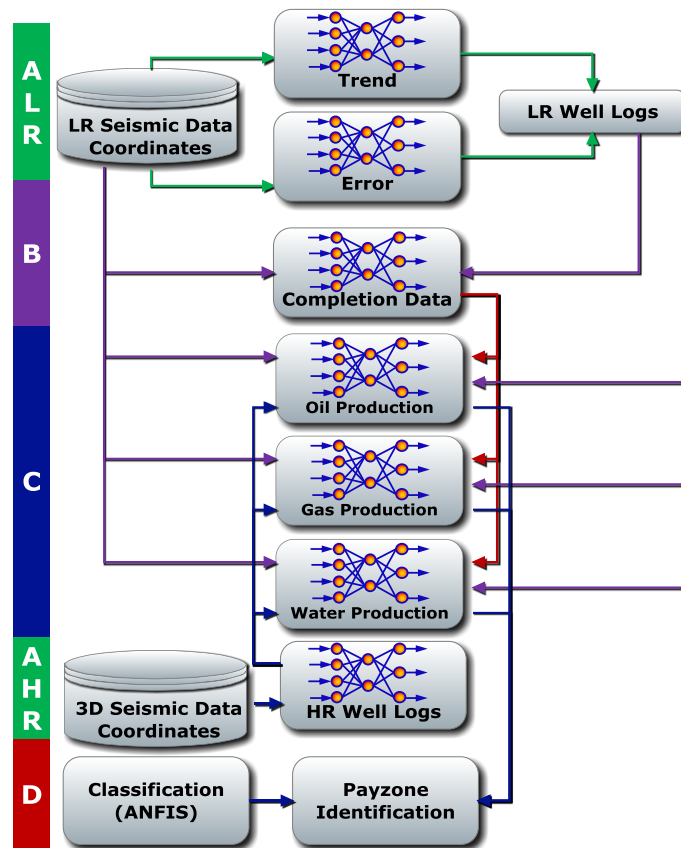 A
L
R
LR Seismic Data
Coordinates
Trend
Error
LR Well Logs
B
Completion Data
C
Oil Production
Gas Production
Water Production
A
H
R
3D Seismic Data
Coordinates
HR Well Logs
D
Classification
(ANFIS)
Payzone
Identification